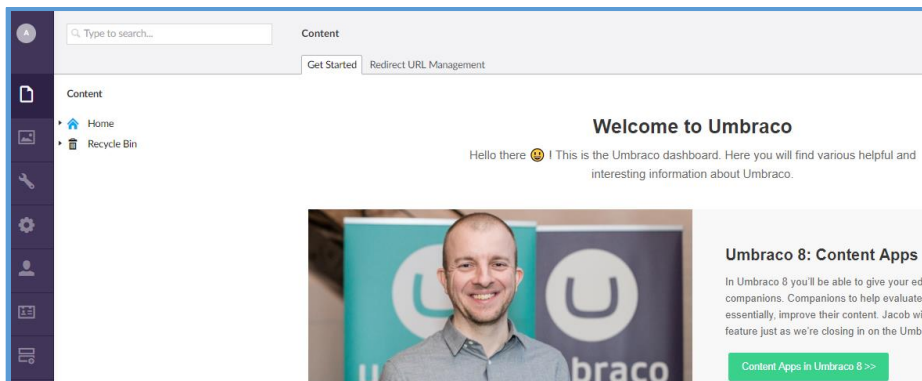 A
Type to search...
Content
Get Started Redirect URL Management
Content
Home
Recycle Bin
Welcome to Umbraco
Hello there 😀 ! This is the Umbraco dashboard. Here you will find various helpful and
interesting information about Umbraco.
Umbraco 8: Content Apps
In Umbraco 8 you'll be able to give your ed
companions. Companions to help evaluate
essentially, improve their content. Jacob wi
feature just as we're closing in on the Umb
Content Apps in Umbraco 8 >>
braco